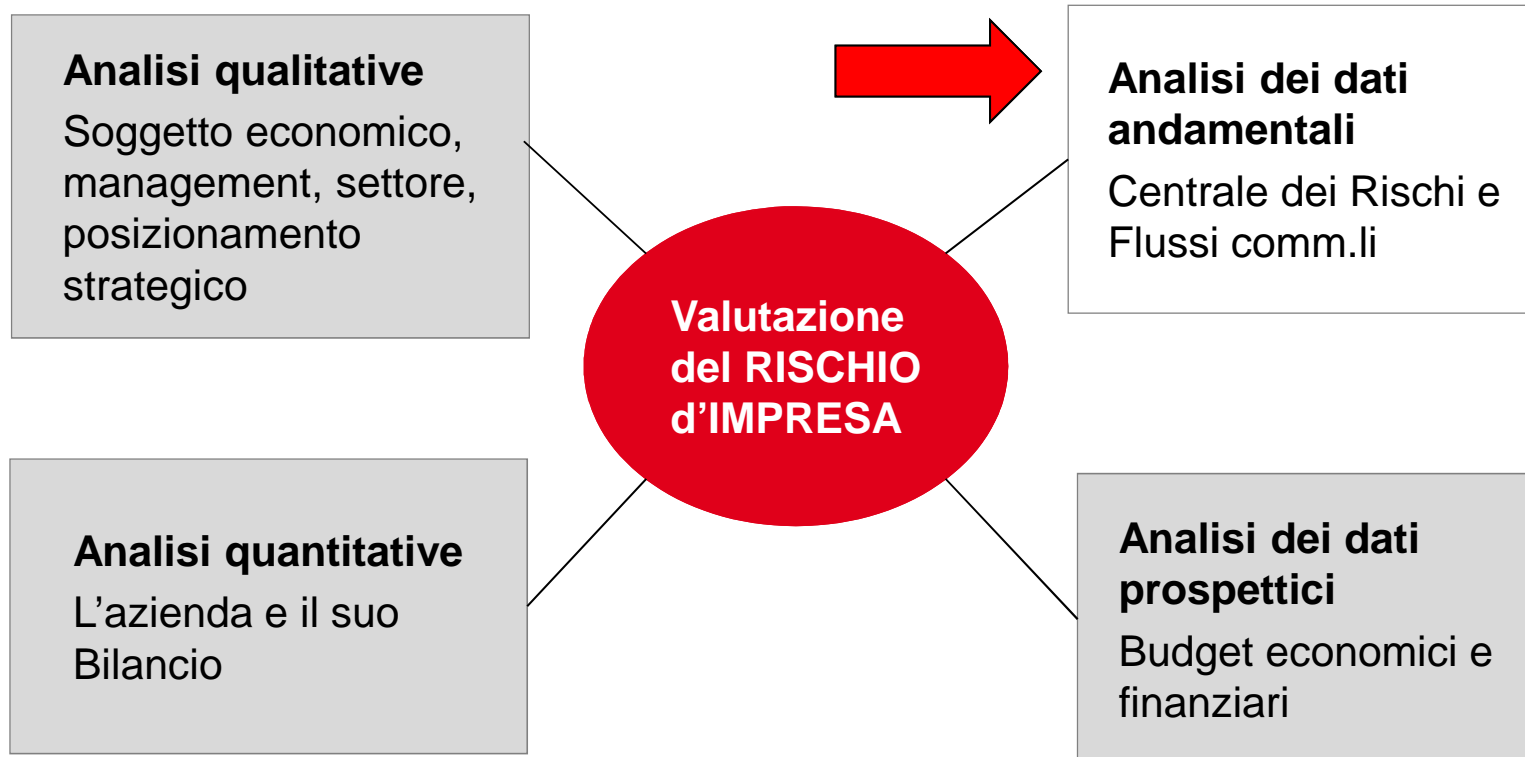 Analisi qualitative
Soggetto economico,
management, settore,
posizionamento
strategico
Analisi dei dati
andamentali
Centrale dei Rischi e
Flussi comm.li
Valutazione
del RISCHIO
d’IMPRESA
Analisi quantitative
L’azienda e il suo
Bilancio
Analisi dei dati
prospettici
Budget economici e
finanziari